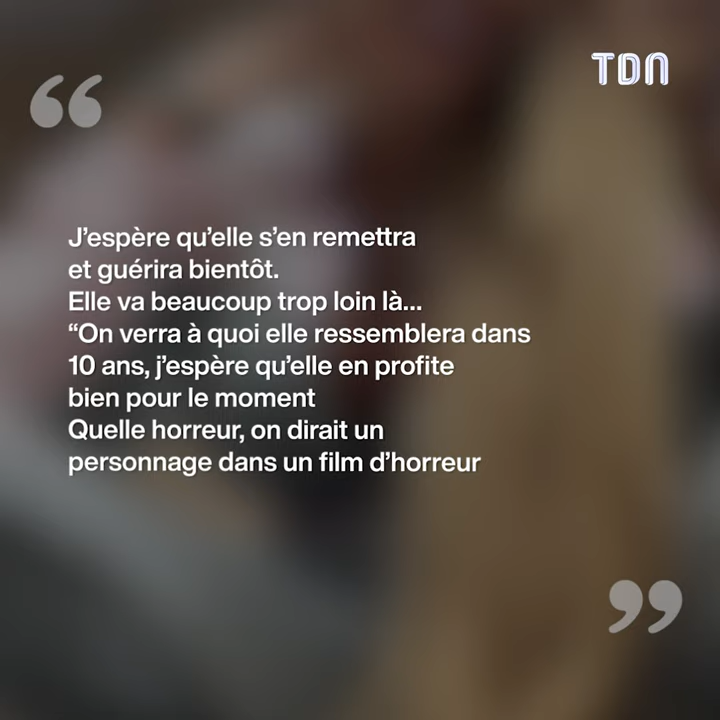 TDN
“
J’espère qu’elle s’en remettra
et guérira bientôt.
Elle va beaucoup trop loin là...
“On verra à quoi elle ressemblera dans
10 ans, j’espère qu’elle en profite
bien pour le moment
Quelle horreur, on dirait un
personnage dans un film d’horreur
”